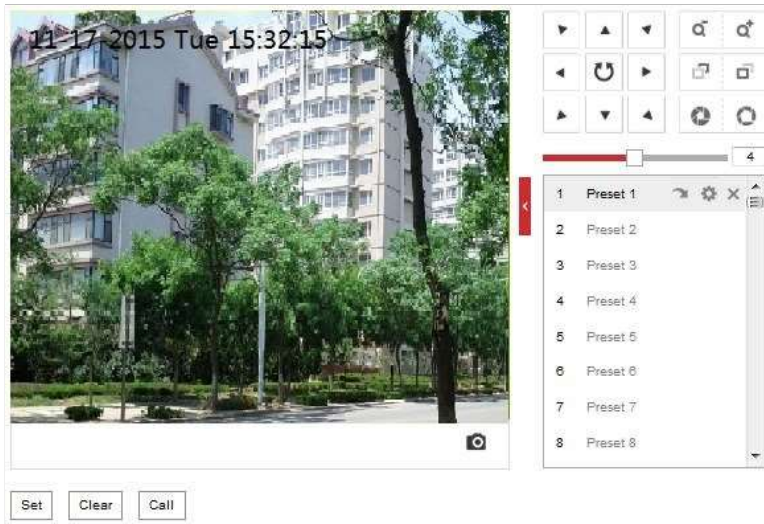 11-17-2015 Tue 15:32:15
4
1 Preset 1
2 Preset 2
3 Preset 3
4 Preset 4
5 Preset 5
6 Preset 6
7 Preset 7
8 Preset 8
Set Clear Call